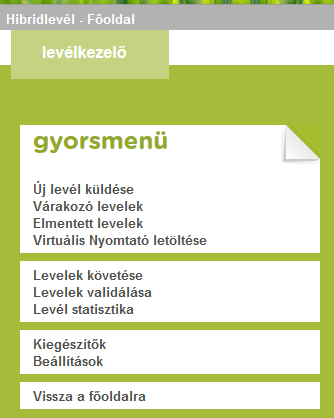 Hibridlevél - Főoldal
levélkezelő
gyorsmenü
Új levél küldése
Várakozó levelek
Elmentett levelek
Virtuális Nyomtató letöltése
Levelek követése
Levelek validálása
Levél statisztika
Kiegészítők
Beállítások
Vissza a főoldalra